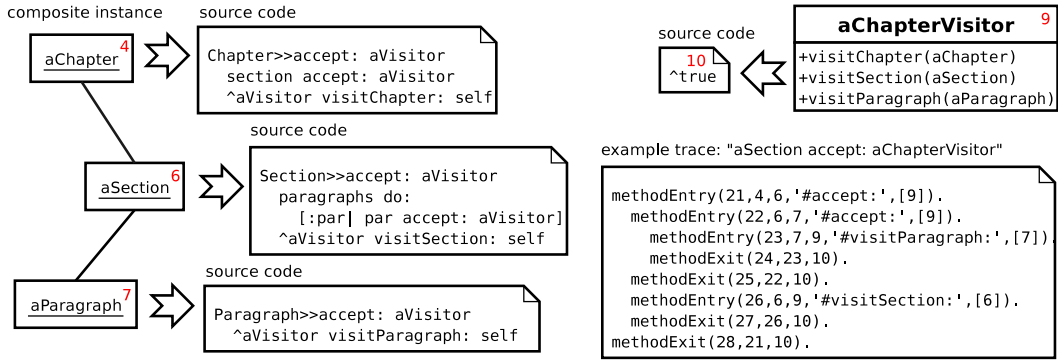 composite instance
4
aChapter
source code
Chapter>>accept: aVisitor
section accept: aVisitor
^aVisitor visitChapter: self
6
aSection
source code
Section>>accept: aVisitor
paragraphs do:
[:par| par accept: aVisitor]
^aVisitor visitSection: self
7
aParagraph
source code
Paragraph>>accept: aVisitor
^aVisitor visitParagraph: self
source code
10
^true
aChapterVisitor
9
+visitChapter(aChapter)
+visitSection(aSection)
+visitParagraph(aParagraph)
example trace: "aSection accept: aChapterVisitor"
methodEntry(21,4,6,'#accept:',[9]).
methodEntry(22,6,7,'#accept:',[9]).
methodEntry(23,7,9,'#visitParagraph:',[7]).
methodExit(24,23,10).
methodExit(25,22,10).
methodEntry(26,6,9,'#visitSection:',[6]).
methodExit(27,26,10).
methodExit(28,21,10).